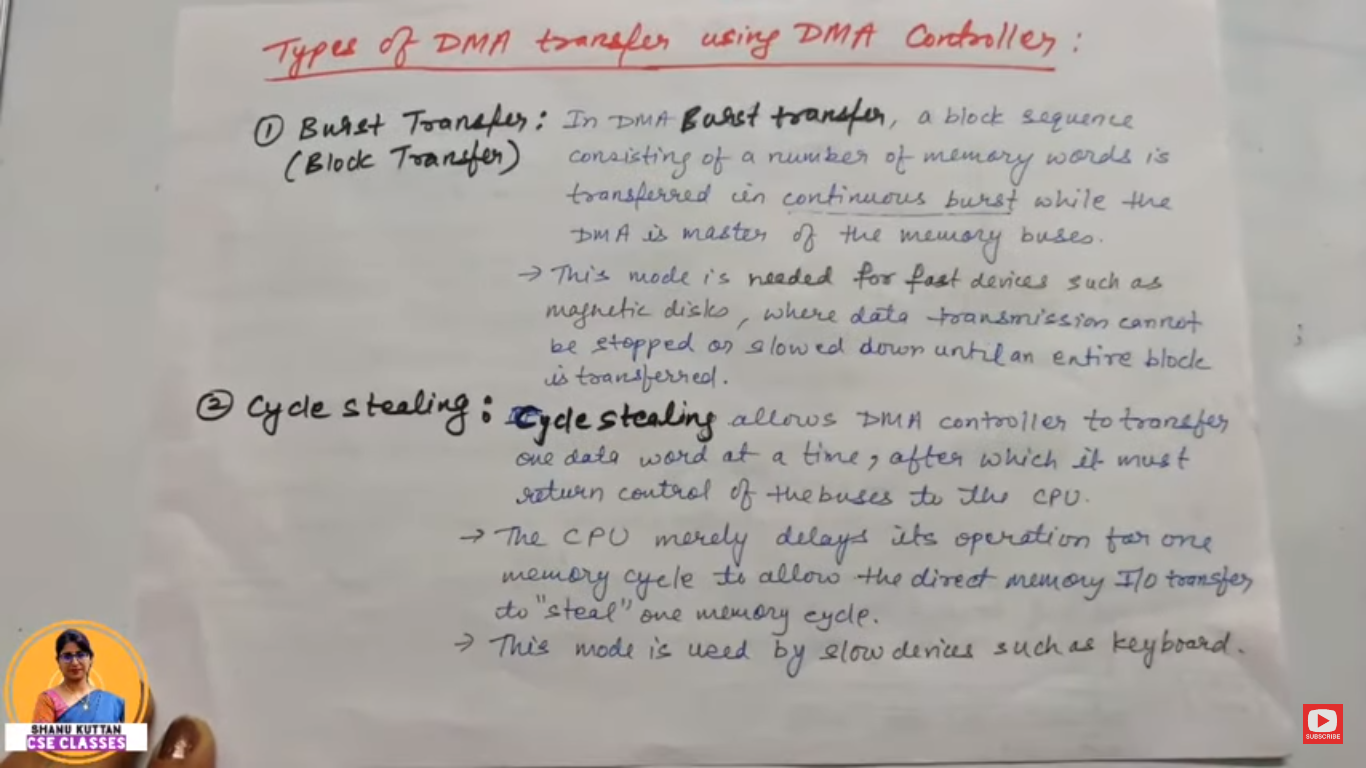 Types of DMA transfer using DMA Controller :
① Burst Transfer : In DMA Burst transfer, a block sequence
(Block Transfer) consisting of a number of memory words is
transferred in continuous burst while the
DMA is master of the memory buses.
→ This mode is needed for fast devices such as
magnetic disks, where data transmission cannot
be stopped or slowed down until an entire block
is transferred.
② Cycle stealing : Cycle stealing allows DMA controller to transfer
one data word at a time, after which it must
return control of the buses to the CPU.
→ The CPU merely delays its operation for one
memory cycle to allow the direct memory I/O transfer
to "steal" one memory cycle.
→ This mode is used by slow devices such as keyboard.
SHANU KUTTAN
CSE CLASSES
SUBSCRIBE